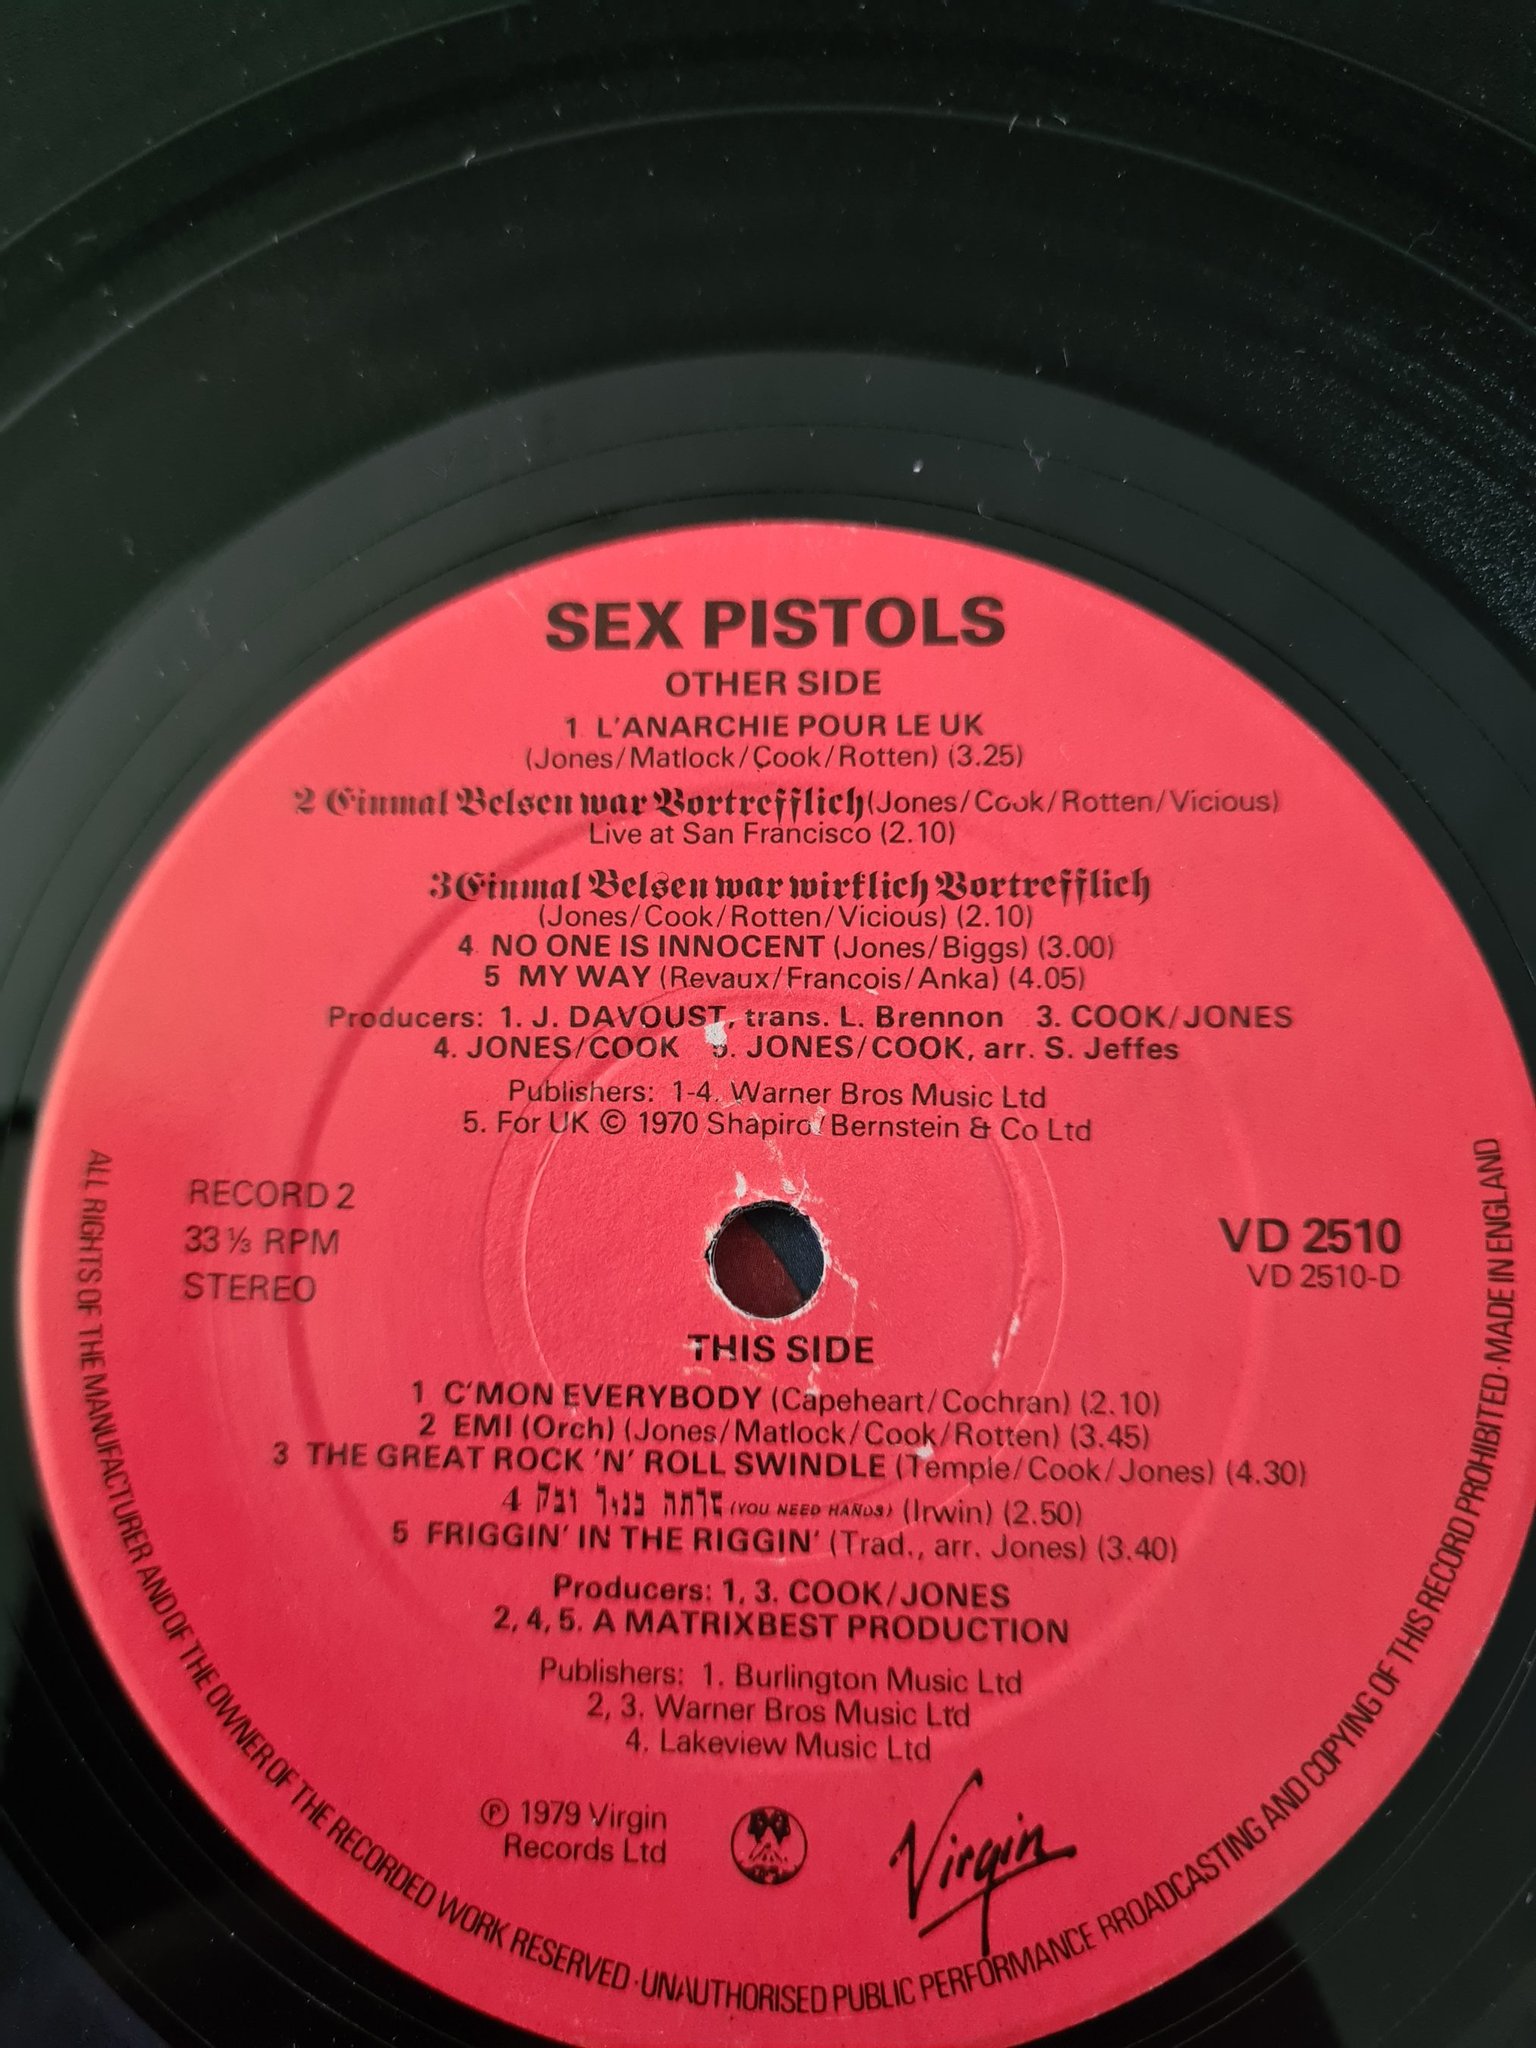 SEX PISTOLS
OTHER SIDE
1 L'ANARCHIE POUR LE UK
(Jones/Matlock/Cook/Rotten) (3.25)
2 Einmal Belsen war Vortrefflich (Jones/Cook/Rotten/Vicious)
Live at San Francisco (2.10)
3 Einmal Belsen war wirklich Vortrefflich
(Jones/Cook/Rotten/Vicious) (2.10)
4 NO ONE IS INNOCENT (Jones/Biggs) (3.00)
5 MY WAY (Revaux/Francois/Anka) (4.05)
Producers: 1. J. DAVOUST, trans. L. Brennon 3. COOK/JONES
4. JONES/COOK 5. JONES/COOK, arr. S. Jeffes
Publishers: 1-4. Warner Bros Music Ltd
5. For UK © 1970 Shapiro/Bernstein & Co Ltd
RECORD 2
33 ⅓ RPM
STEREO
VD 2510
VD 2510-D
THIS SIDE
1 C'MON EVERYBODY (Capeheart/Cochran) (2.10)
2 EMI (Orch) (Jones/Matlock/Cook/Rotten) (3.45)
3 THE GREAT ROCK 'N' ROLL SWINDLE (Temple/Cook/Jones) (4.30)
4 (YOU NEED HANDS) (Irwin) (2.50)
5 FRIGGIN' IN THE RIGGIN' (Trad., arr. Jones) (3.40)
Producers: 1, 3. COOK/JONES
2, 4, 5. A MATRIXBEST PRODUCTION
Publishers: 1. Burlington Music Ltd
2, 3. Warner Bros Music Ltd
4. Lakeview Music Ltd
℗ 1979 Virgin
Records Ltd
Virgin
ALL RIGHTS OF THE MANUFACTURER AND OF THE OWNER OF THE RECORDED WORK RESERVED · UNAUTHORISED PUBLIC PERFORMANCE BROADCASTING AND COPYING OF THIS RECORD PROHIBITED · MADE IN ENGLAND